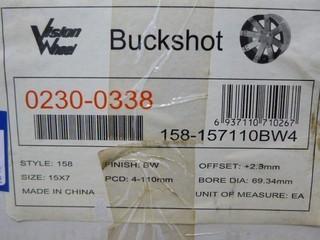 Vision Wheel
Buckshot
0230-0338
6 937110 710267
158-157110BW4
STYLE: 158 FINISH: BW OFFSET: +2.3mm
SIZE: 15X7 PCD: 4-110mm BORE DIA: 69.34mm
MADE IN CHINA UNIT OF MEASURE: EA